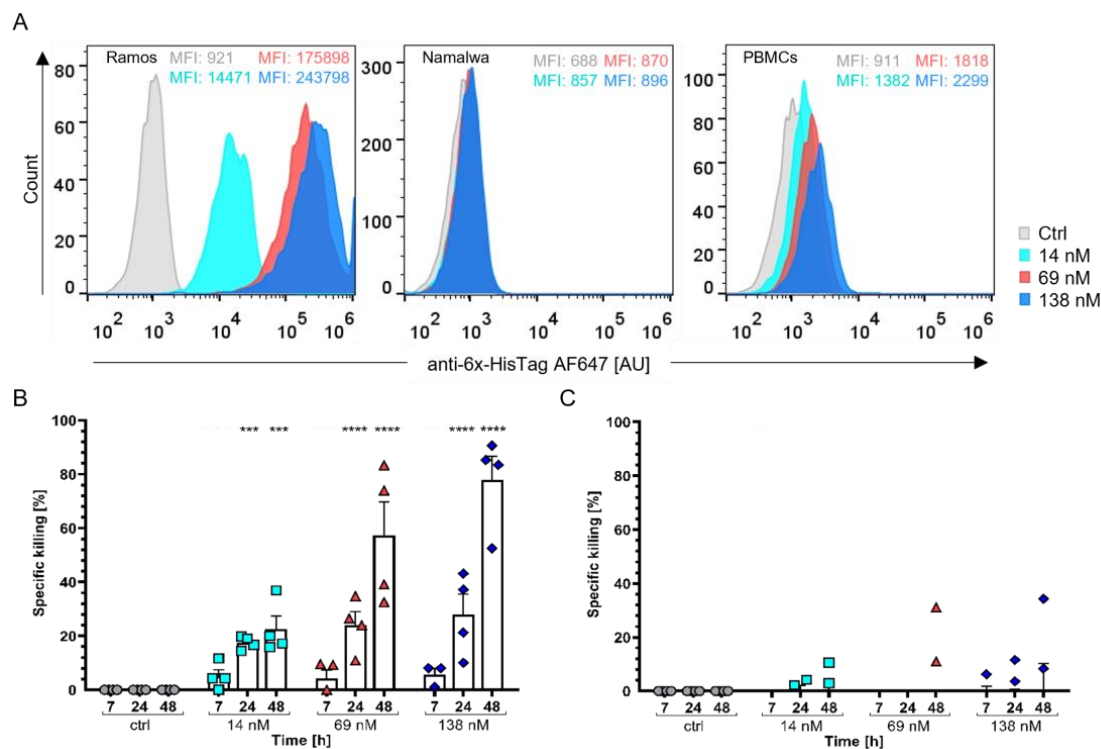 A
Ramos MFI: 921 MFI: 175898
MFI: 14471 MFI: 243798
Namalwa MFI: 688 MFI: 870
MFI: 857 MFI: 896
PBMCs MFI: 911 MFI: 1818
MFI: 1382 MFI: 2299
Count
80
60
40
20
0
300
200
100
0
100
80
60
40
20
0
10^2 10^3 10^4 10^5 10^6
10^2 10^3 10^4 10^5 10^6
10^2 10^3 10^4 10^5 10^6
anti-6x-HisTag AF647 [AU]
Ctrl
14 nM
69 nM
138 nM
B
Specific killing [%]
100
80
60
40
20
0
*** *** **** **** **** ****
7 24 48 7 24 48 7 24 48 7 24 48
ctrl 14 nM 69 nM 138 nM
Time [h]
C
Specific killing [%]
100
80
60
40
20
0
7 24 48 7 24 48 7 24 48 7 24 48
ctrl 14 nM 69 nM 138 nM
Time [h]